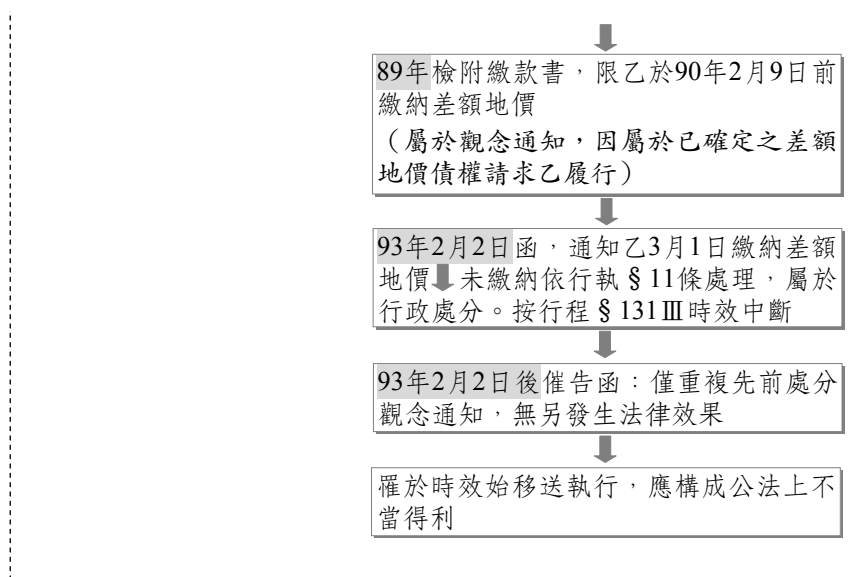 89年檢附繳款書，限乙於90年2月9日前
繳納差額地價
（屬於觀念通知，因屬於已確定之差額
地價債權請求乙履行）
93年2月2日函，通知乙3月1日繳納差額
地價⬇未繳納依行執§11條處理，屬於
行政處分。按行程§131Ⅲ時效中斷
93年2月2日後催告函：僅重複先前處分
觀念通知，無另發生法律效果
罹於時效始移送執行，應構成公法上不
當得利